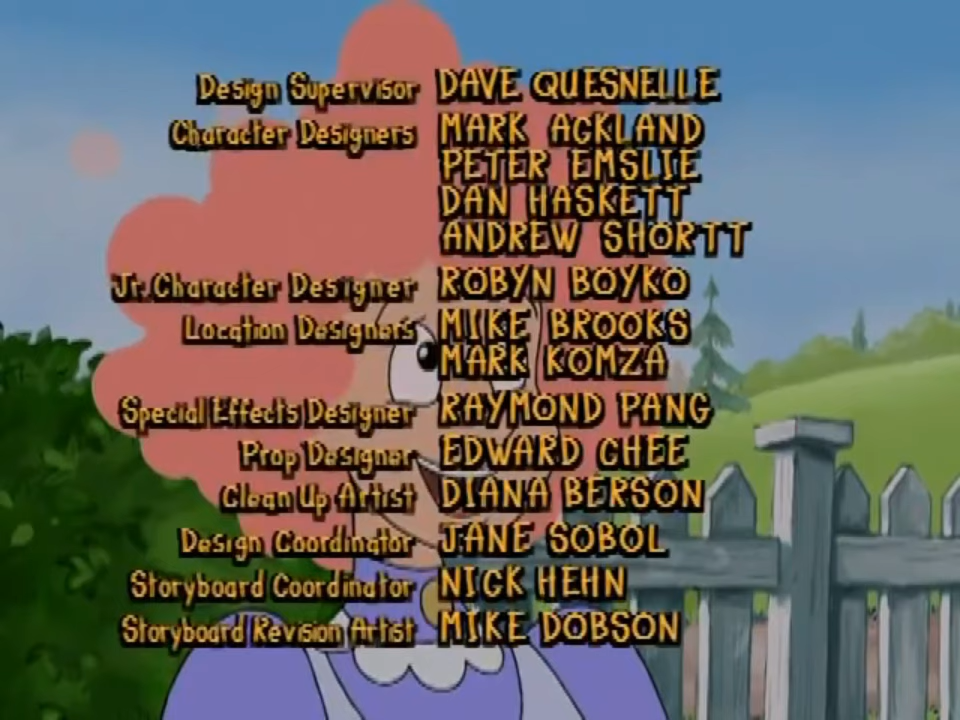 Design Supervisor DAVE QUESNELLE
Character Designers MARK ACKLAND
PETER EMSLIE
DAN HASKETT
ANDREW SHORTT
Jr. Character Designer ROBYN BOYKO
Location Designers MIKE BROOKS
MARK KOMZA
Special Effects Designer RAYMOND PANG
Prop Designer EDWARD CHEE
Clean Up Artist DIANA BERSON
Design Coordinator JANE SOBOL
Storyboard Coordinator NICK HEHN
Storyboard Revision Artist MIKE DOBSON